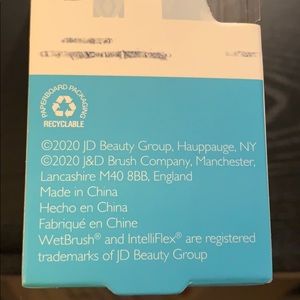 PAPERBOARD PACKAGING
RECYCLABLE
©2020 JD Beauty Group, Hauppauge, NY
©2020 J&D Brush Company, Manchester,
Lancashire M40 8BB, England
Made in China
Hecho en China
Fabriqué en Chine
WetBrush® and IntelliFlex® are registered
trademarks of JD Beauty Group